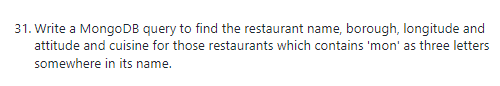 31. Write a MongoDB query to find the restaurant name, borough, longitude and
attitude and cuisine for those restaurants which contains 'mon' as three letters
somewhere in its name.